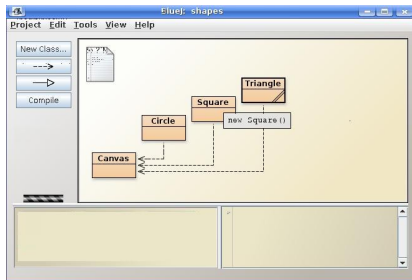 BlueJ: shapes
Project Edit Tools View Help
New Class...
Compile
Triangle
Square
new Square()
Circle
Canvas